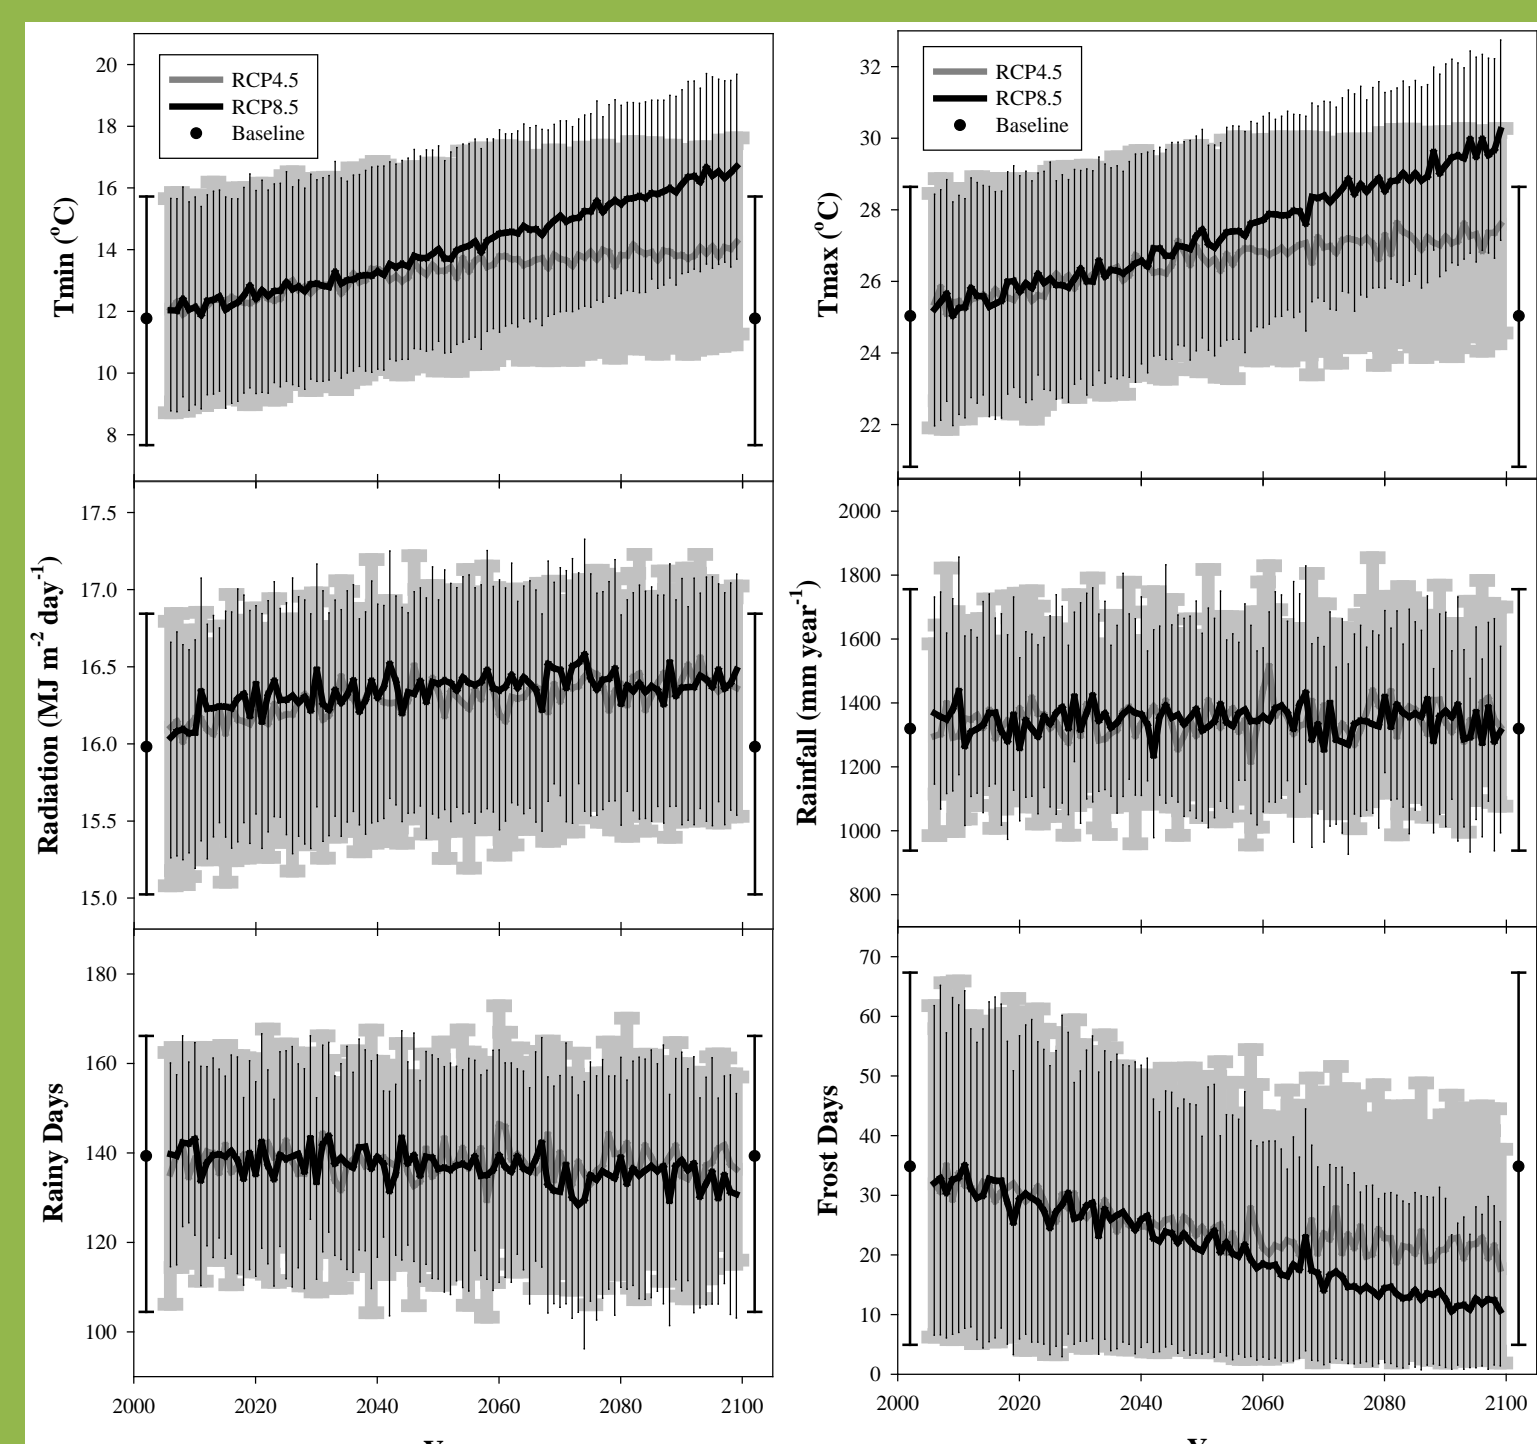 20
18
16
14
12
10
8
Tmin (°C)
RCP4.5
RCP8.5
Baseline
32
30
28
26
24
22
Tmax (°C)
RCP4.5
RCP8.5
Baseline
17.5
17.0
16.5
16.0
15.5
15.0
Radiation (MJ m⁻² day⁻¹)
2000
1800
1600
1400
1200
1000
800
Rainfall (mm year⁻¹)
180
160
140
120
100
Rainy Days
2000 2020 2040 2060 2080 2100
70
60
50
40
30
20
10
0
Frost Days
2000 2020 2040 2060 2080 2100